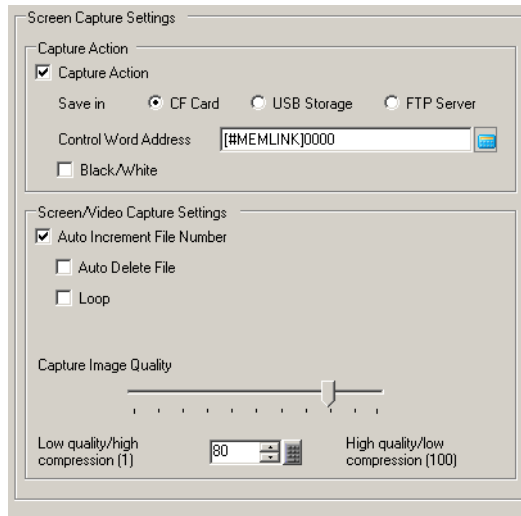 Screen Capture Settings
Capture Action
Capture Action
Save in CF Card USB Storage FTP Server
Control Word Address [#MEMLINK]0000
Black/White
Screen/Video Capture Settings
Auto Increment File Number
Auto Delete File
Loop
Capture Image Quality
Low quality/high compression (1) 80 High quality/low compression (100)